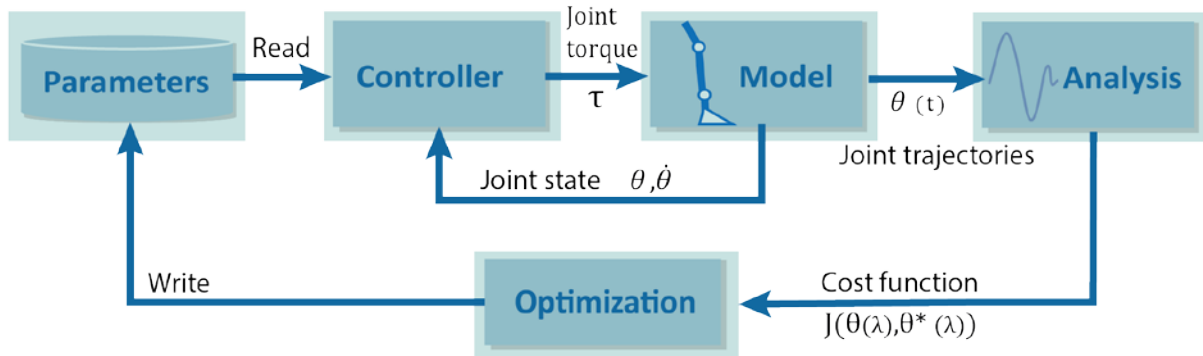 Parameters
Read
Controller
Joint
torque
τ
Model
θ (t)
Joint trajectories
Analysis
Joint state θ ,θ̇
Write
Optimization
Cost function
J(θ(λ),θ* (λ))